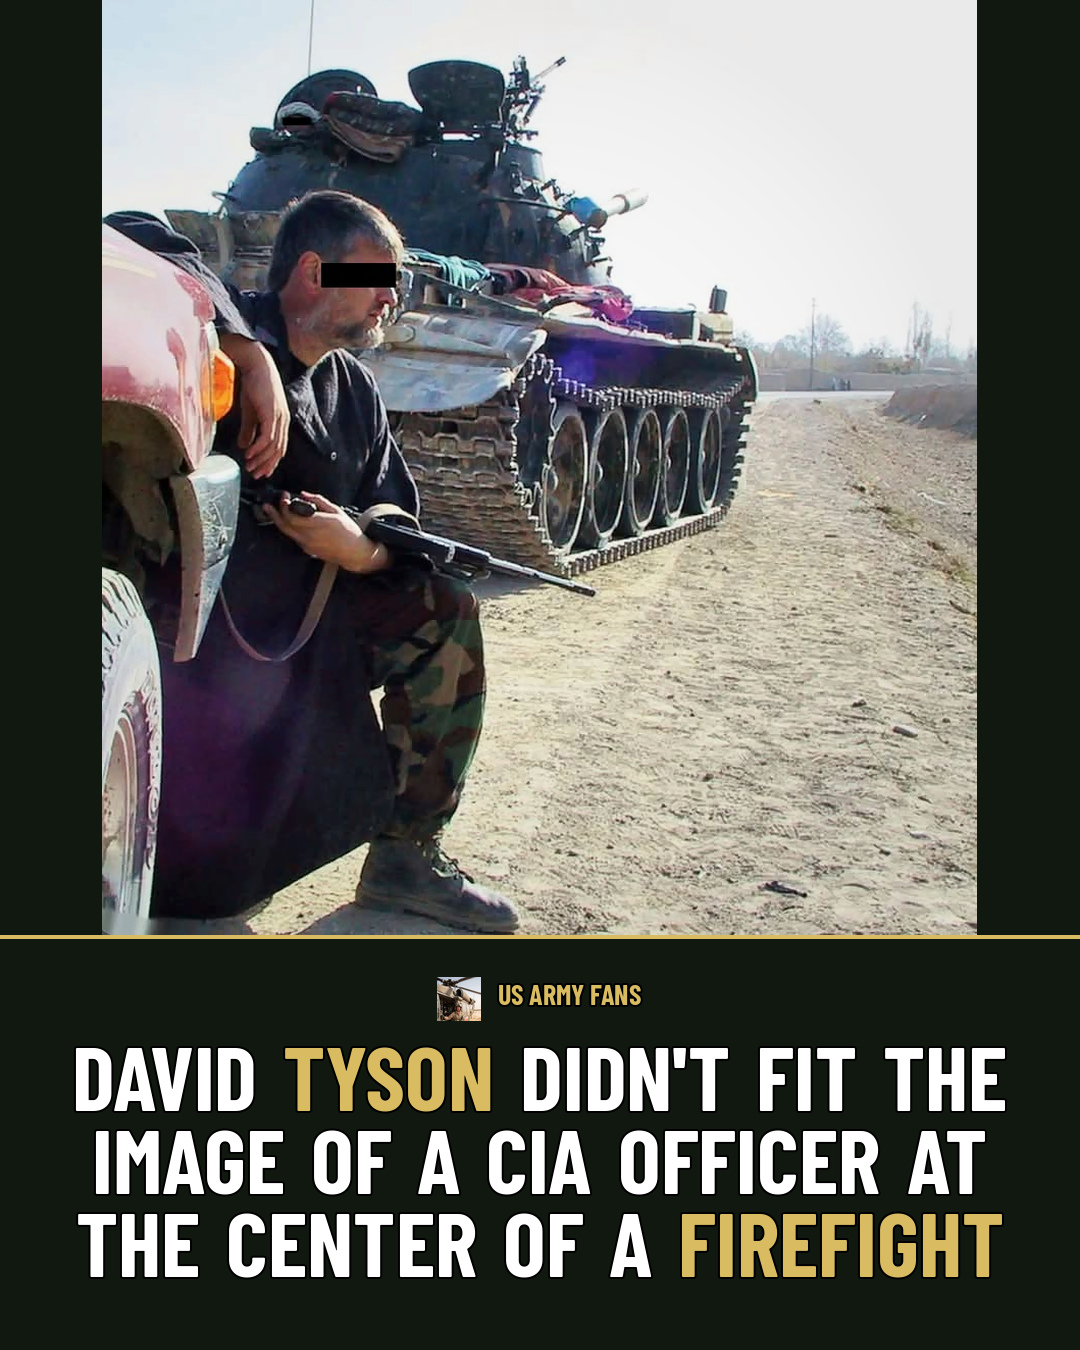 US ARMY FANS
DAVID TYSON DIDN'T FIT THE
IMAGE OF A CIA OFFICER AT
THE CENTER OF A FIREFIGHT